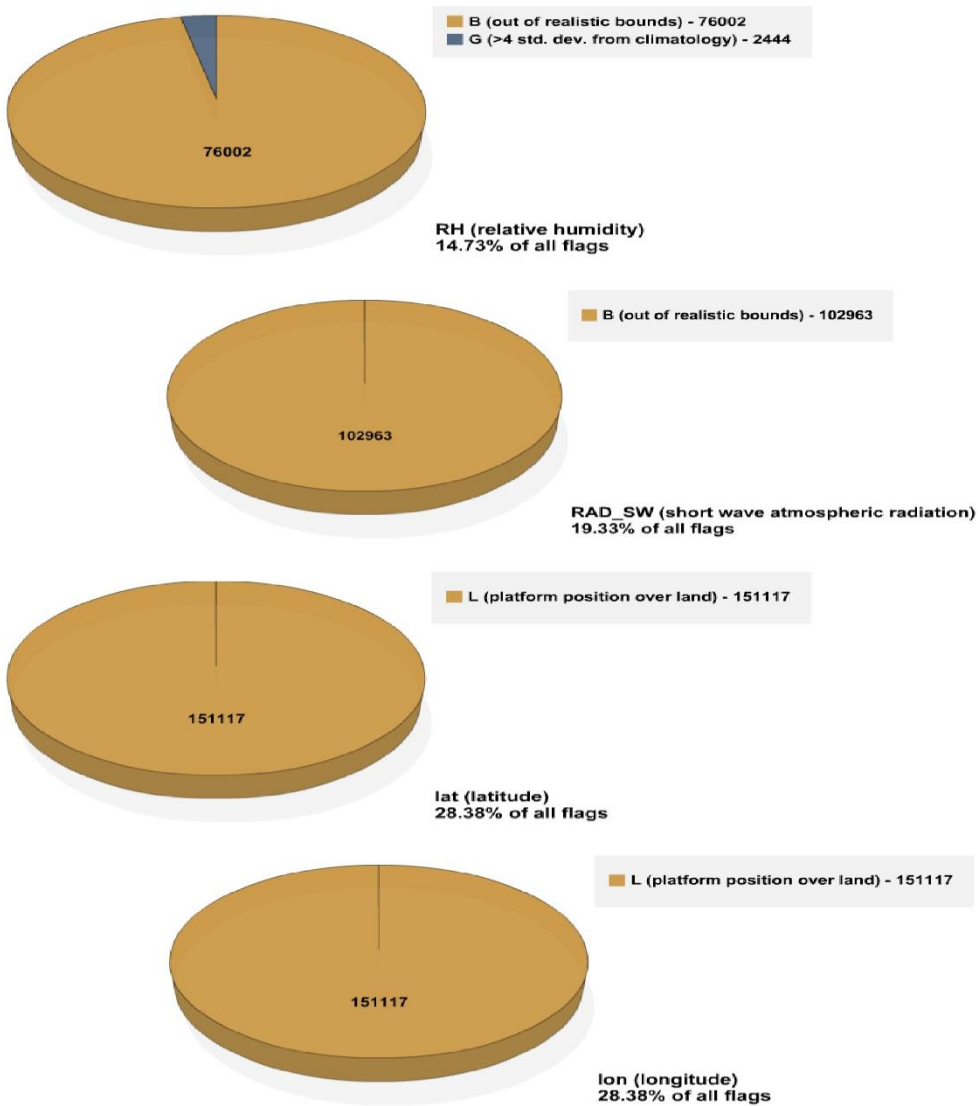 B (out of realistic bounds) - 76002
G (>4 std. dev. from climatology) - 2444
76002
RH (relative humidity)
14.73% of all flags
B (out of realistic bounds) - 102963
102963
RAD_SW (short wave atmospheric radiation)
19.33% of all flags
L (platform position over land) - 151117
151117
lat (latitude)
28.38% of all flags
L (platform position over land) - 151117
151117
lon (longitude)
28.38% of all flags